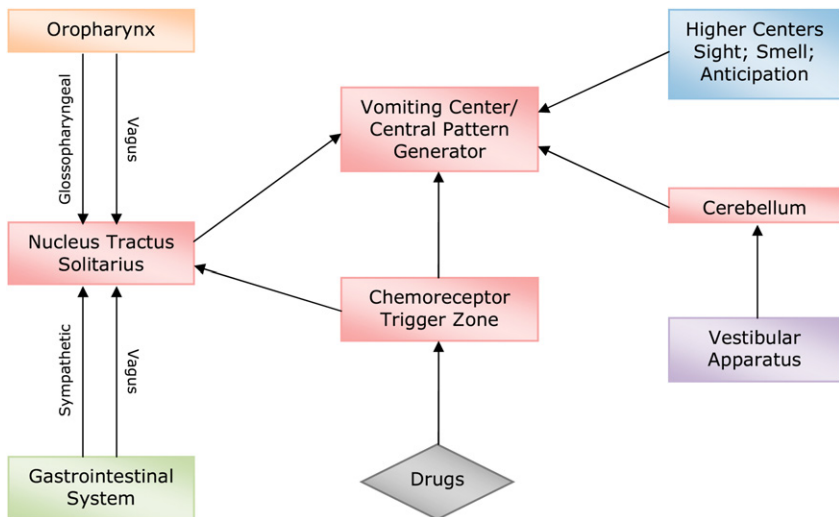 Oropharynx
Higher Centers
Sight; Smell;
Anticipation
Vomiting Center/
Central Pattern
Generator
Glossopharyngeal
Vagus
Cerebellum
Nucleus Tractus
Solitarius
Chemoreceptor
Trigger Zone
Vestibular
Apparatus
Sympathetic
Vagus
Gastrointestinal
System
Drugs